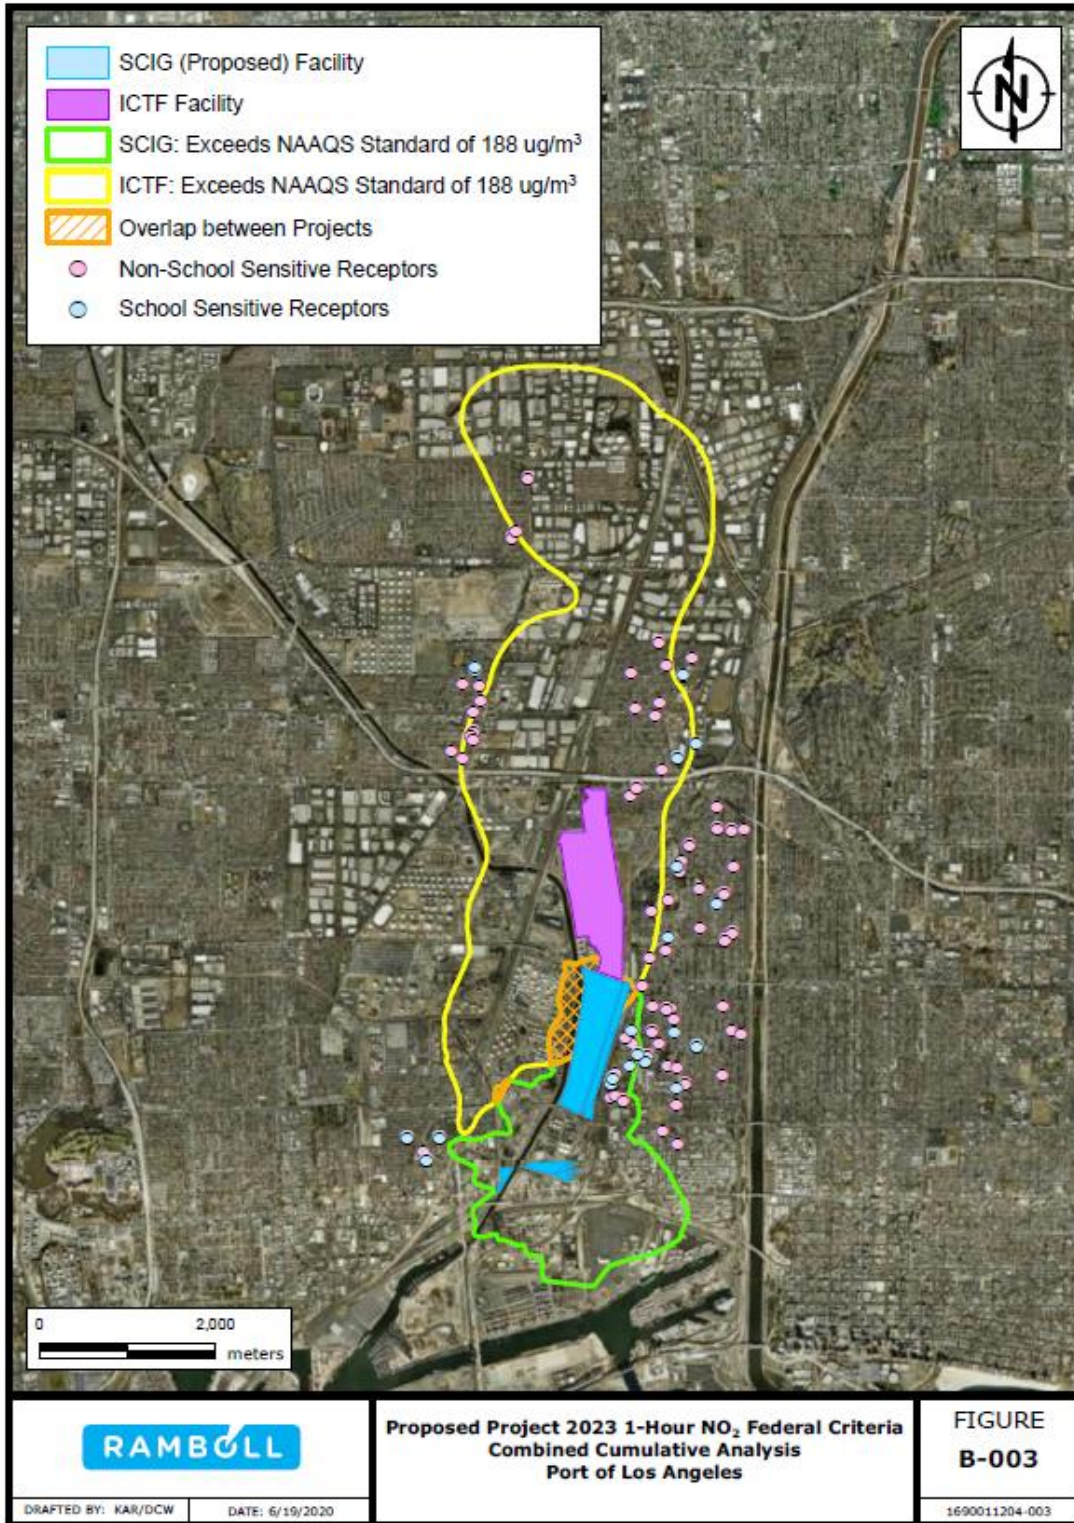 SCIG (Proposed) Facility
ICTF Facility
SCIG: Exceeds NAAQS Standard of 188 ug/m³
ICTF: Exceeds NAAQS Standard of 188 ug/m³
Overlap between Projects
Non-School Sensitive Receptors
School Sensitive Receptors
N
0 2,000
meters
RAMBOLL
DRAFTED BY: KAR/DCW
DATE: 6/19/2020
Proposed Project 2023 1-Hour NO₂ Federal Criteria
Combined Cumulative Analysis
Port of Los Angeles
FIGURE
B-003
1690011204-003